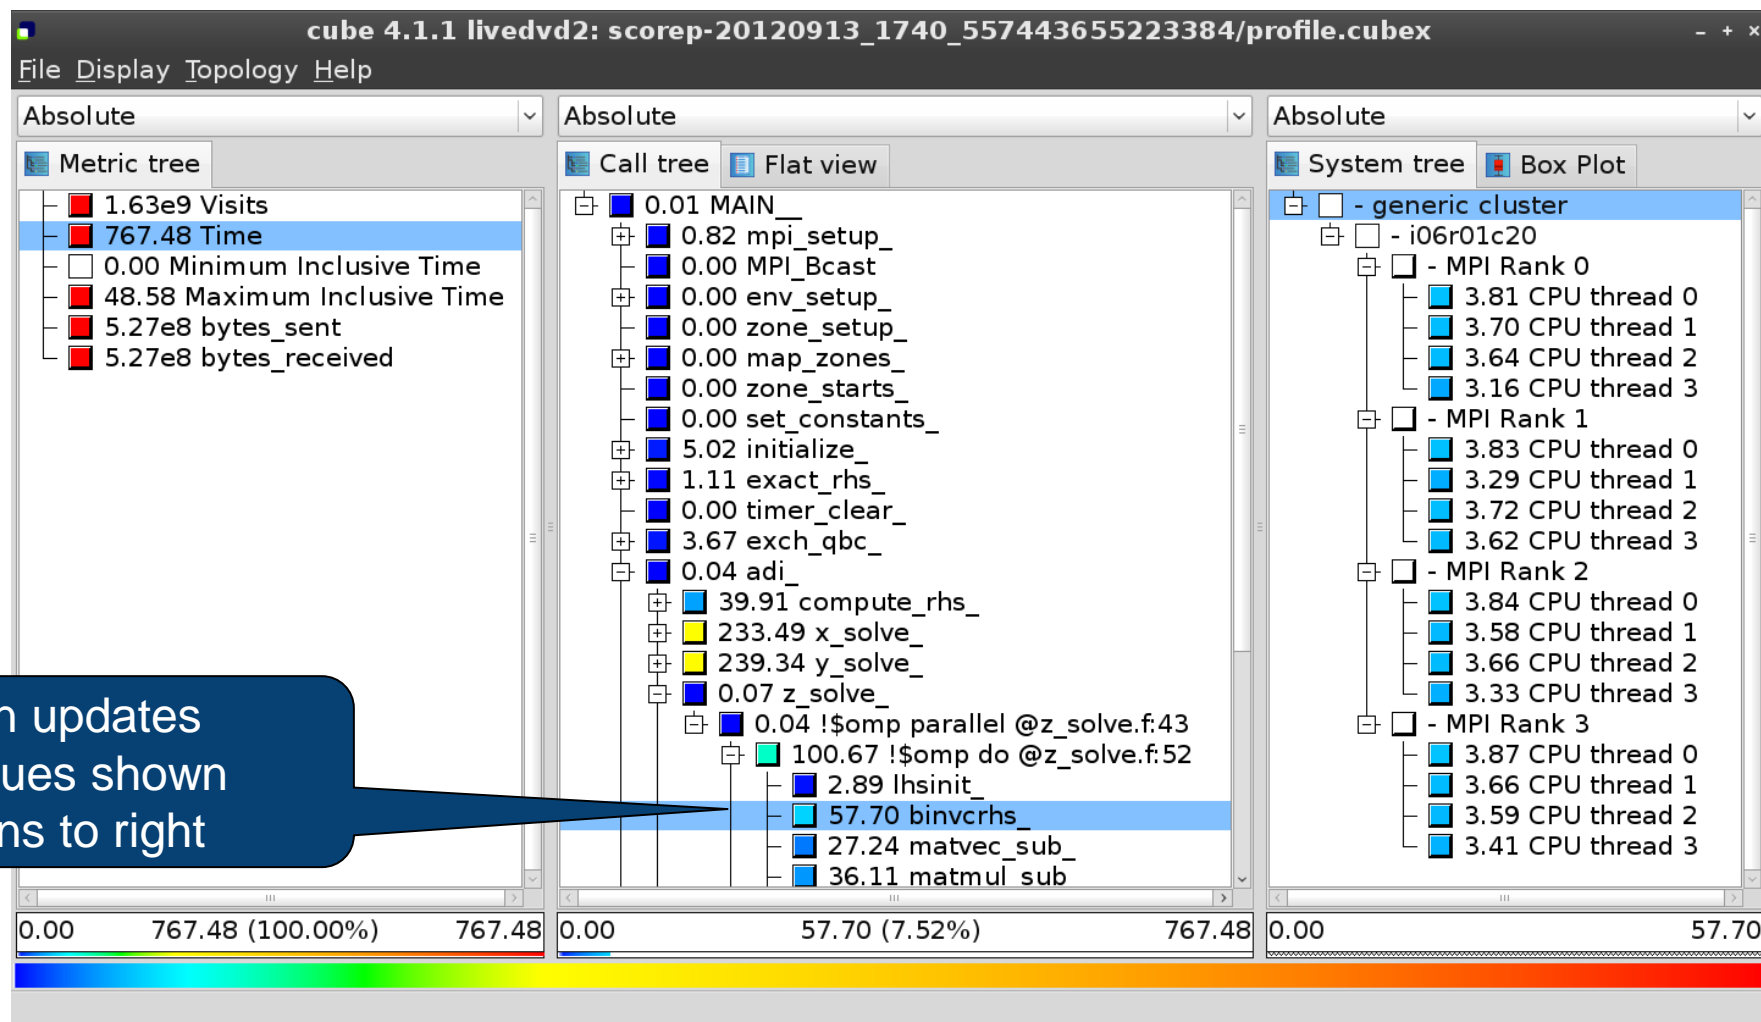 cube 4.1.1 livedvd2: scorep-20120913_1740_557443655223384/profile.cubex
File Display Topology Help
Absolute
Metric tree
1.63e9 Visits
767.48 Time
0.00 Minimum Inclusive Time
48.58 Maximum Inclusive Time
5.27e8 bytes_sent
5.27e8 bytes_received
updates
shown
to right
0.00 767.48 (100.00%) 767.48
Absolute
Call tree Flat view
0.01 MAIN__
0.82 mpi_setup_
0.00 MPI_Bcast
0.00 env_setup_
0.00 zone_setup_
0.00 map_zones_
0.00 zone_starts_
0.00 set_constants_
5.02 initialize_
1.11 exact_rhs_
0.00 timer_clear_
3.67 exch_qbc_
0.04 adi_
39.91 compute_rhs_
233.49 x_solve_
239.34 y_solve_
0.07 z_solve_
0.04 !$omp parallel @z_solve.f:43
100.67 !$omp do @z_solve.f:52
2.89 lhsinit_
57.70 binvcrhs_
27.24 matvec_sub_
36.11 matmul_sub
0.00 57.70 (7.52%) 767.48
Absolute
System tree Box Plot
- generic cluster
- i06r01c20
- MPI Rank 0
3.81 CPU thread 0
3.70 CPU thread 1
3.64 CPU thread 2
3.16 CPU thread 3
- MPI Rank 1
3.83 CPU thread 0
3.29 CPU thread 1
3.72 CPU thread 2
3.62 CPU thread 3
- MPI Rank 2
3.84 CPU thread 0
3.58 CPU thread 1
3.66 CPU thread 2
3.33 CPU thread 3
- MPI Rank 3
3.87 CPU thread 0
3.66 CPU thread 1
3.59 CPU thread 2
3.41 CPU thread 3
0.00 57.70